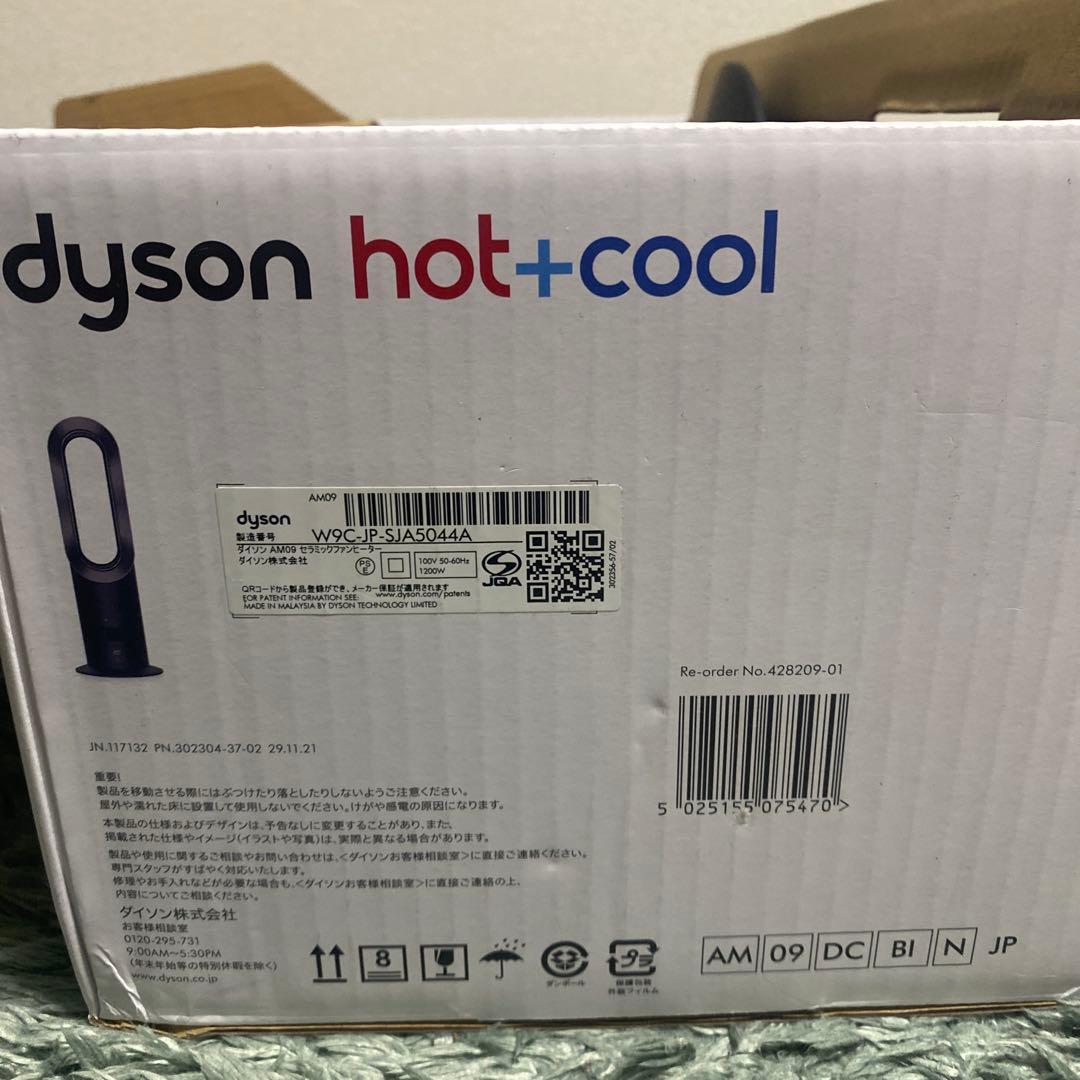 dyson hot+cool
AM09
dyson
製造番号 W9C-JP-SJA5044A
ダイソン AM09 セラミックファンヒーター
ダイソン株式会社
PS
E
100V 50-60Hz
1200W
JQA
302356-57/02
QRコードから製品登録ができ、メーカー保証が適用されます
FOR PATENT INFORMATION SEE: www.dyson.com/patents
MADE IN MALAYSIA BY DYSON TECHNOLOGY LIMITED
Re-order No.428209-01
5 025155 075470 >
JN.117132 PN.302304-37-02 29.11.21
重要!
製品を移動させる際にはぶつけたり落としたりしないようご注意ください。
屋外や濡れた床に設置して使用しないでください。けがや感電の原因になります。
本製品の仕様およびデザインは、予告なしに変更することがあり、また、
掲載された仕様やイメージ(イラストや写真)は、実際と異なる場合があります。
製品や使用に関するご相談やお問い合わせは、<ダイソンお客様相談室>に直接ご連絡ください。
専門スタッフがすばやく対応いたします。
修理やお手入れなどが必要な場合も、<ダイソンお客様相談室>に直接ご連絡の上、
内容についてご相談ください。
ダイソン株式会社
お客様相談室
0120-295-731
9:00AM〜5:30PM
(年末年始等の特別休暇を除く)
www.dyson.co.jp
8
ダンボール
プラ
保護包装
外装フィルム
AM 09 DC BI N JP